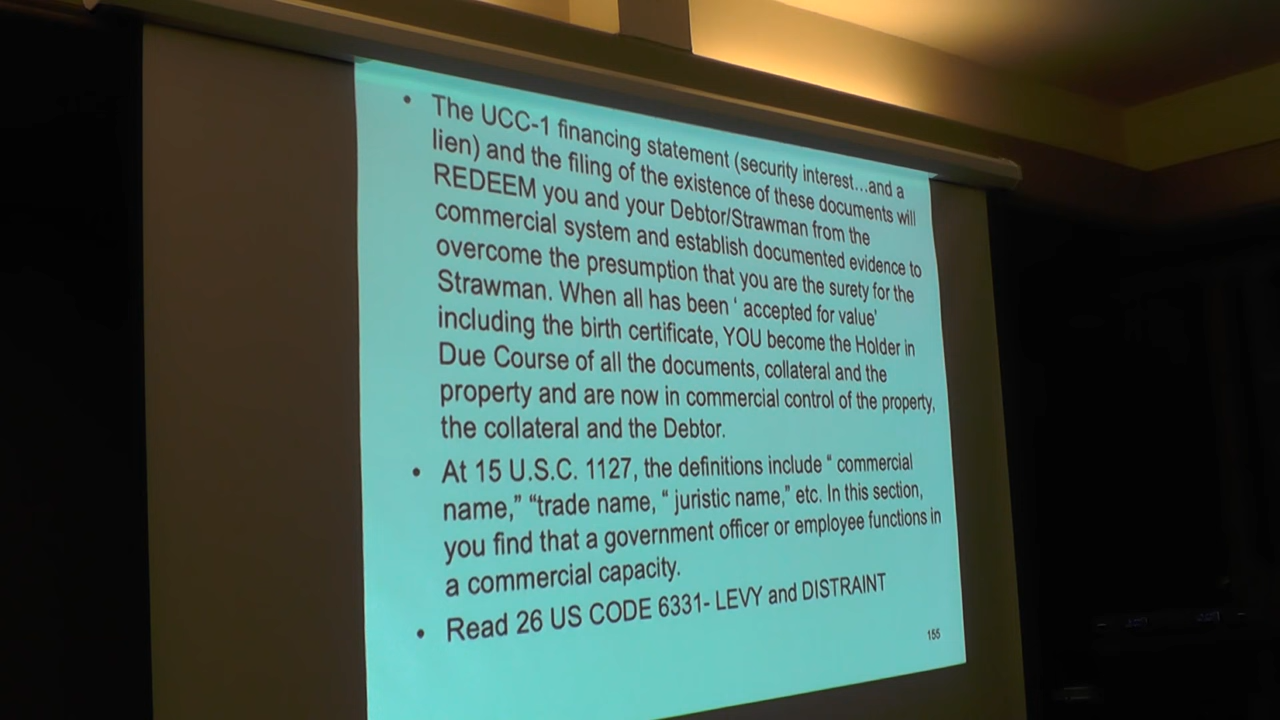 • The UCC-1 financing statement (security interest...and a
lien) and the filing of the existence of these documents will
REDEEM you and your Debtor/Strawman from the
commercial system and establish documented evidence to
overcome the presumption that you are the surety for the
Strawman. When all has been ‘ accepted for value’
including the birth certificate, YOU become the Holder in
Due Course of all the documents, collateral and the
property and are now in commercial control of the property,
the collateral and the Debtor.
• At 15 U.S.C. 1127, the definitions include “ commercial
name,” “trade name, “ juristic name,” etc. In this section,
you find that a government officer or employee functions in
a commercial capacity.
• Read 26 US CODE 6331- LEVY and DISTRAINT
155